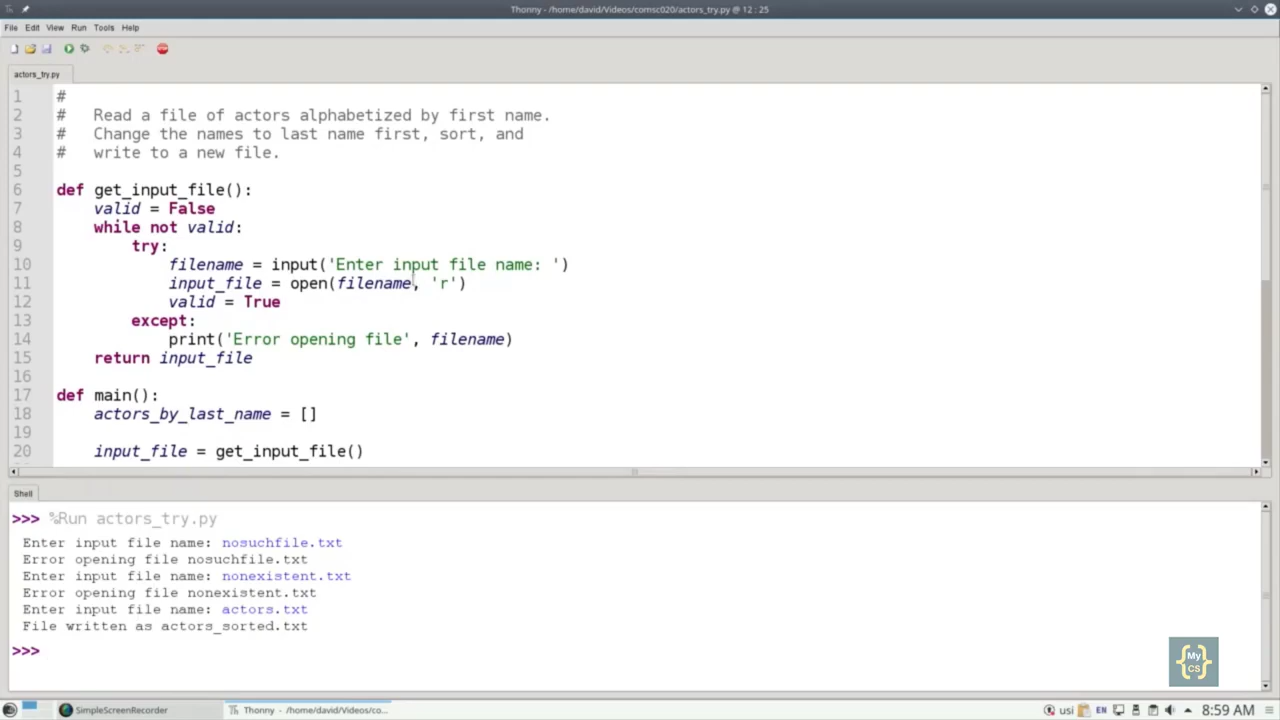 Thonny - /home/david/Videos/comsc020/actors_try.py @ 12 : 25
File Edit View Run Tools Help
actors_try.py
1 #
2 # Read a file of actors alphabetized by first name.
3 # Change the names to last name first, sort, and
4 # write to a new file.
5
6 def get_input_file():
7 valid = False
8 while not valid:
9 try:
10 filename = input('Enter input file name: ')
11 input_file = open(filename, 'r')
12 valid = True
13 except:
14 print('Error opening file', filename)
15 return input_file
16
17 def main():
18 actors_by_last_name = []
19
20 input_file = get_input_file()
Shell
>>> %Run actors_try.py
Enter input file name: nosuchfile.txt
Error opening file nosuchfile.txt
Enter input file name: nonexistent.txt
Error opening file nonexistent.txt
Enter input file name: actors.txt
File written as actors_sorted.txt
>>>
{My CS}
SimpleScreenRecorder
Thonny - /home/david/Videos/co...
usi EN 8:59 AM